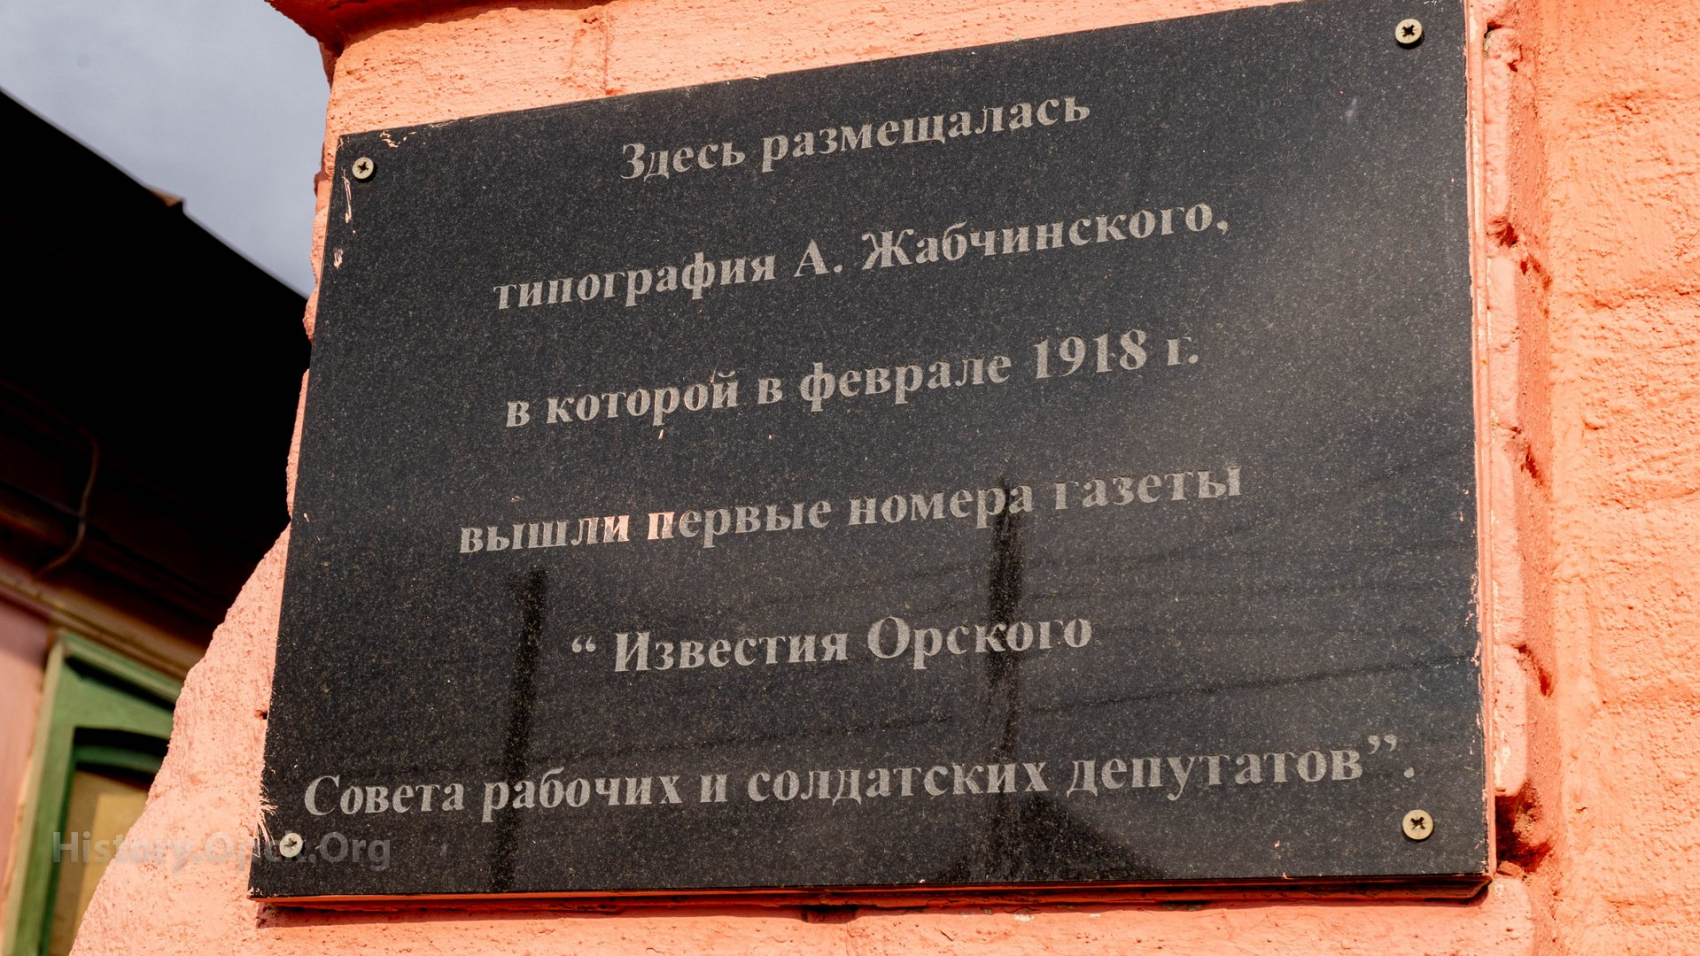 Здесь размещалась
типография А. Жабчинского,
в которой в феврале 1918 г.
вышли первые номера газеты
“ Известия Орского
Совета рабочих и солдатских депутатов”.